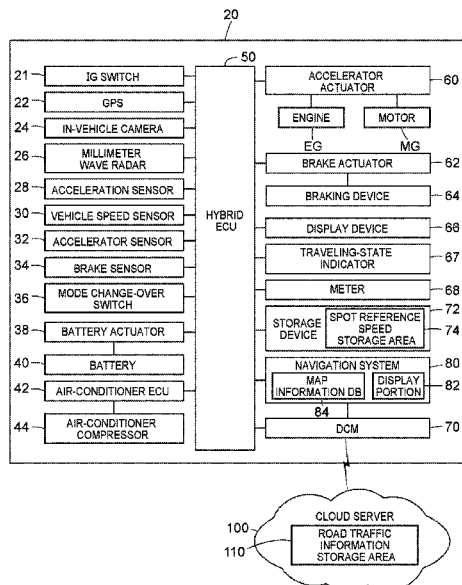 20
50
21
IG SWITCH
22
GPS
24
IN-VEHICLE CAMERA
26
MILLIMETER
WAVE RADAR
28
ACCELERATION SENSOR
30
VEHICLE SPEED SENSOR
32
ACCELERATOR SENSOR
34
BRAKE SENSOR
36
MODE CHANGE-OVER
SWITCH
38
BATTERY ACTUATOR
40
BATTERY
42
AIR-CONDITIONER ECU
44
AIR-CONDITIONER
COMPRESSOR
HYBRID
ECU
ACCELERATOR
ACTUATOR
60
ENGINE
MOTOR
EG
MG
BRAKE ACTUATOR
62
BRAKING DEVICE
64
DISPLAY DEVICE
66
TRAVELING-STATE
INDICATOR
67
METER
68
STORAGE
DEVICE
SPOT REFERENCE
SPEED
STORAGE AREA
72
74
NAVIGATION SYSTEM
80
MAP
INFORMATION DB
DISPLAY
PORTION
82
84
DCM
70
CLOUD SERVER
100
ROAD TRAFFIC
INFORMATION
STORAGE AREA
110